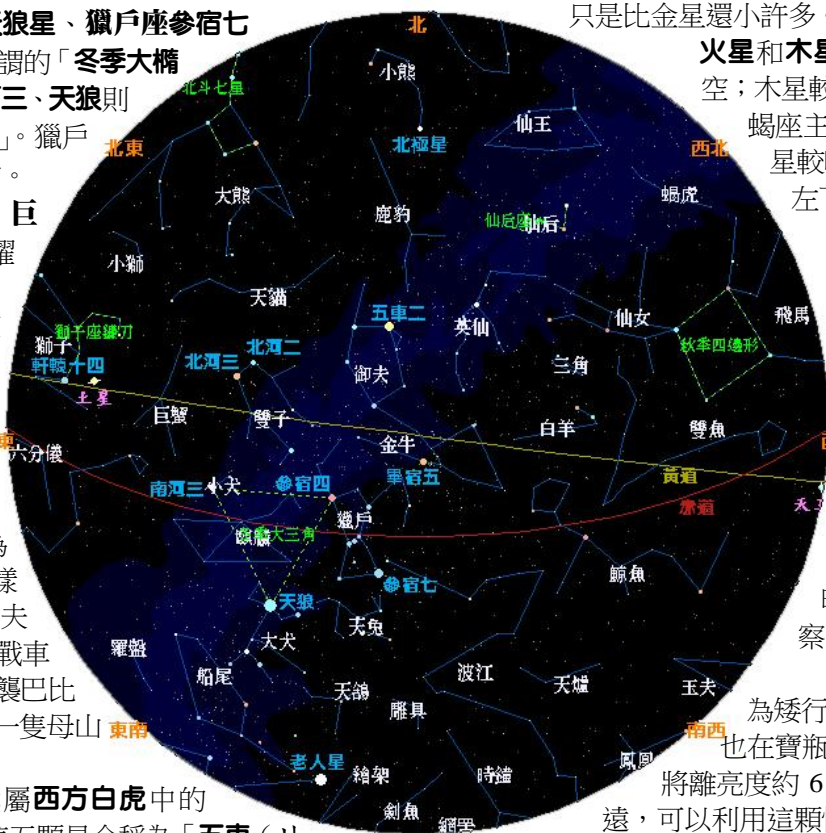 天狼星、獵戶座參宿七
謂的「冬季大橢
三、天狼則
」。獵戶
。
巨
為
樣
夫
戰車
襲巴比
一隻母山
屬西方白虎中的
只是比金星還小許多。
火星和木星
空；木星較
蝎座主
星較
左下
察
為矮行
也在寶瓶
將離亮度約 6
遠，可以利用這顆
北
小熊
北斗七星
仙王
北東
北極星
西北
大熊
鹿豹
蝎虎
仙后座
仙后
小獅
天貓
五車二
英仙
仙女
飛馬
獅子座鐮刀
獅子
北河二
秋季四邊形
軒轅十四
北河三
御夫
三角
土星
巨蟹
雙子
白羊
雙魚
金牛
六分儀
畢宿五
黃道
南河三
小犬
參宿四
赤道
獵戶
麒麟
冬季大三角
鯨魚
參宿七
天狼
天兔
大犬
羅盤
波江
船尾
天爐
玉夫
天鴿
雕具
東南
南西
老人星
繪架
時鐘
鳳凰
劍魚
網罟